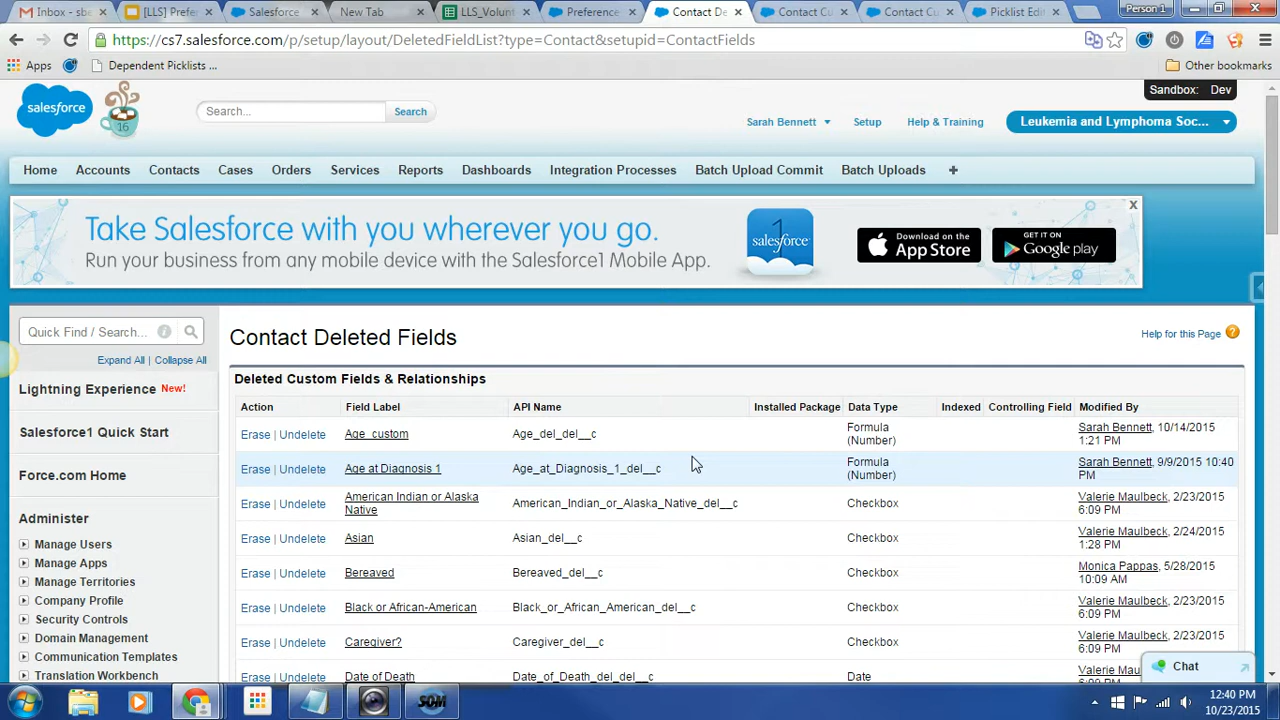 Inbox - sbe
[LLS] Prefe
Salesforce
New Tab
LLS_Volunt
Preference
Contact De
Contact Cu
Contact Cu
Picklist Edi
Person 1
https://cs7.salesforce.com/p/setup/layout/DeletedFieldList?type=Contact&setupid=ContactFields
Apps
Dependent Picklists ...
Other bookmarks
Sandbox: Dev
salesforce
16
Search...
Search
Sarah Bennett
Setup
Help & Training
Leukemia and Lymphoma Soc...
Home Accounts Contacts Cases Orders Services Reports Dashboards Integration Processes Batch Upload Commit Batch Uploads +
Take Salesforce with you wherever you go.
Run your business from any mobile device with the Salesforce1 Mobile App.
1
salesforce
Download on the
App Store
GET IT ON
Google play
x
Quick Find / Search...
Expand All | Collapse All
Lightning Experience New!
Salesforce1 Quick Start
Force.com Home
Administer
Manage Users
Manage Apps
Manage Territories
Company Profile
Security Controls
Domain Management
Communication Templates
Translation Workbench
Contact Deleted Fields
Help for this Page ?
Deleted Custom Fields & Relationships
Action Field Label API Name Installed Package Data Type Indexed Controlling Field Modified By
Erase | Undelete Age_custom Age_del_del__c Formula (Number) Sarah Bennett, 10/14/2015 1:21 PM
Erase | Undelete Age at Diagnosis 1 Age_at_Diagnosis_1_del__c Formula (Number) Sarah Bennett, 9/9/2015 10:40 PM
Erase | Undelete American Indian or Alaska Native American_Indian_or_Alaska_Native_del__c Checkbox Valerie Maulbeck, 2/23/2015 6:09 PM
Erase | Undelete Asian Asian_del__c Checkbox Valerie Maulbeck, 2/24/2015 1:28 PM
Erase | Undelete Bereaved Bereaved_del__c Checkbox Monica Pappas, 5/28/2015 10:09 AM
Erase | Undelete Black or African-American Black_or_African_American_del__c Checkbox Valerie Maulbeck, 2/23/2015 6:09 PM
Erase | Undelete Caregiver? Caregiver_del__c Checkbox Valerie Maulbeck, 2/23/2015 6:09 PM
Erase | Undelete Date of Death Date_of_Death_del_del__c Date
Chat
SOM
12:40 PM
10/23/2015